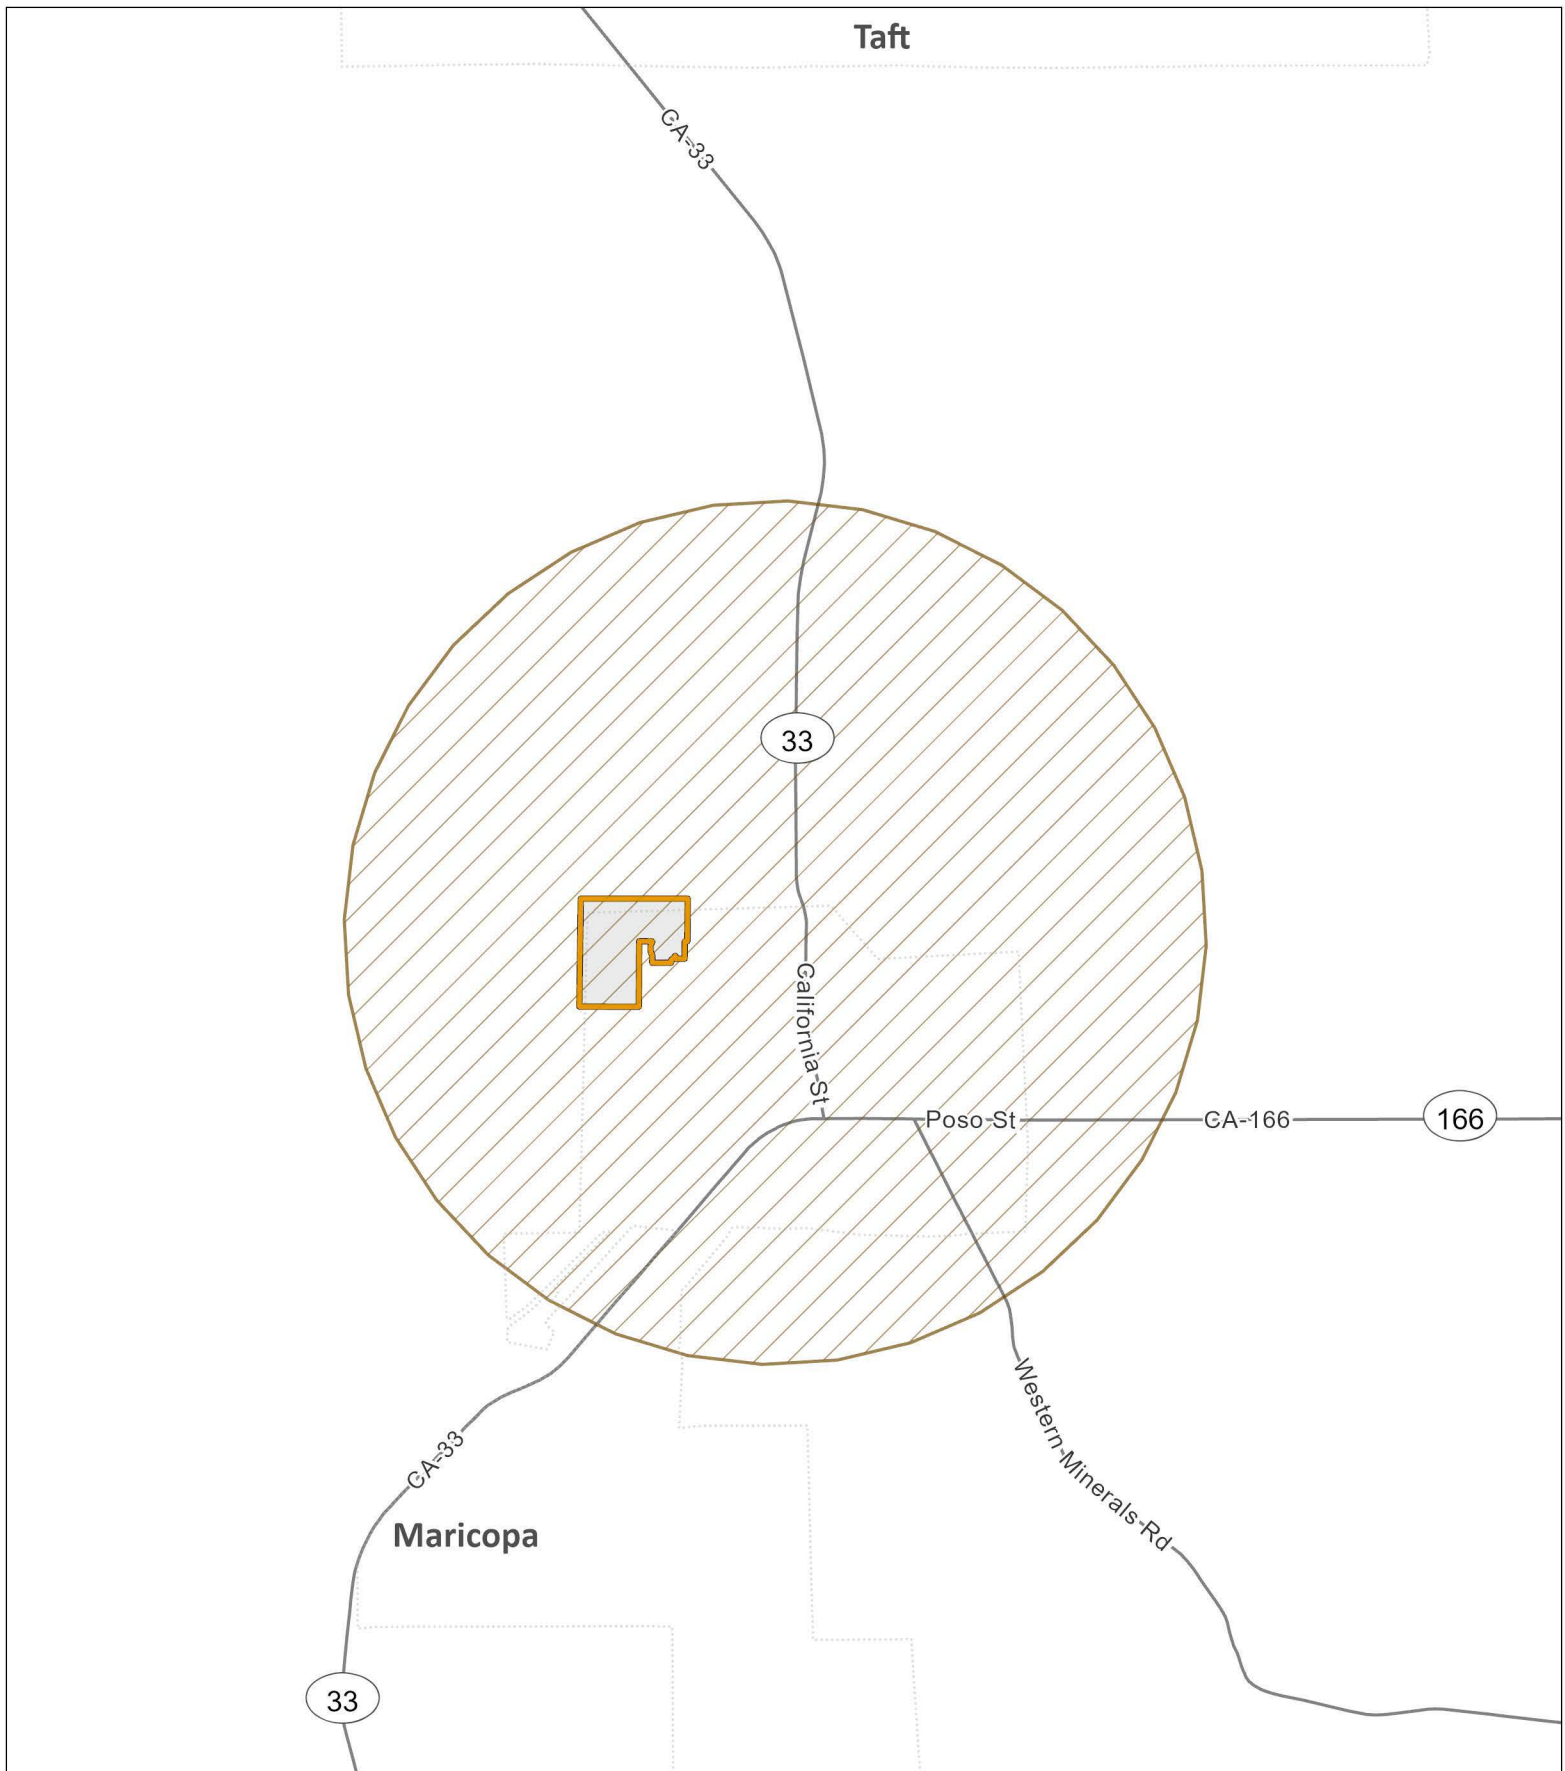 Taft
CA-33
33
California St
Poso St
CA-166
166
Western Minerals Rd
CA-33
Maricopa
33